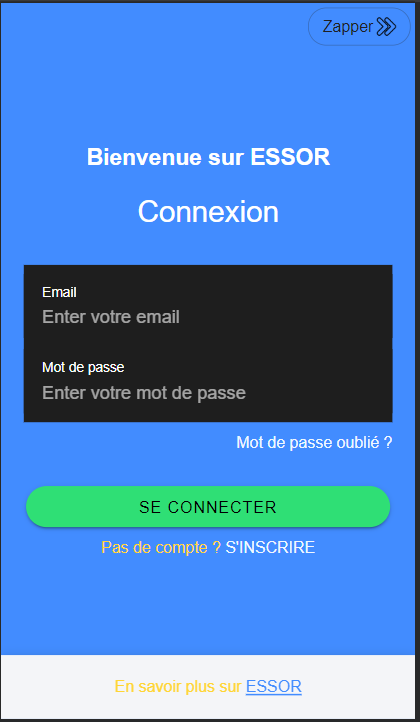 Zapper
Bienvenue sur ESSOR
Connexion
Email
Enter votre email
Mot de passe
Enter votre mot de passe
Mot de passe oublié ?
SE CONNECTER
Pas de compte ? S'INSCRIRE
En savoir plus sur ESSOR